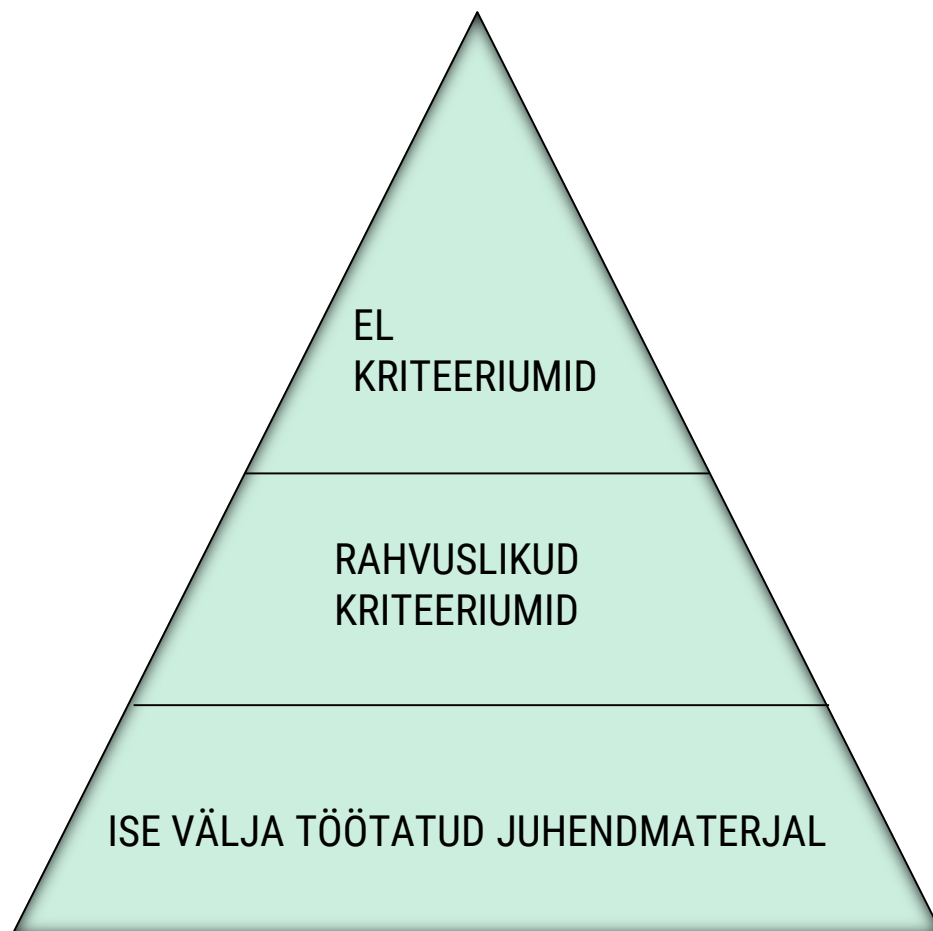 EL
KRITEERIUMID
RAHVUSLIKUD
KRITEERIUMID
ISE VÄLJA TÖÖTATUD JUHENDMATERJAL